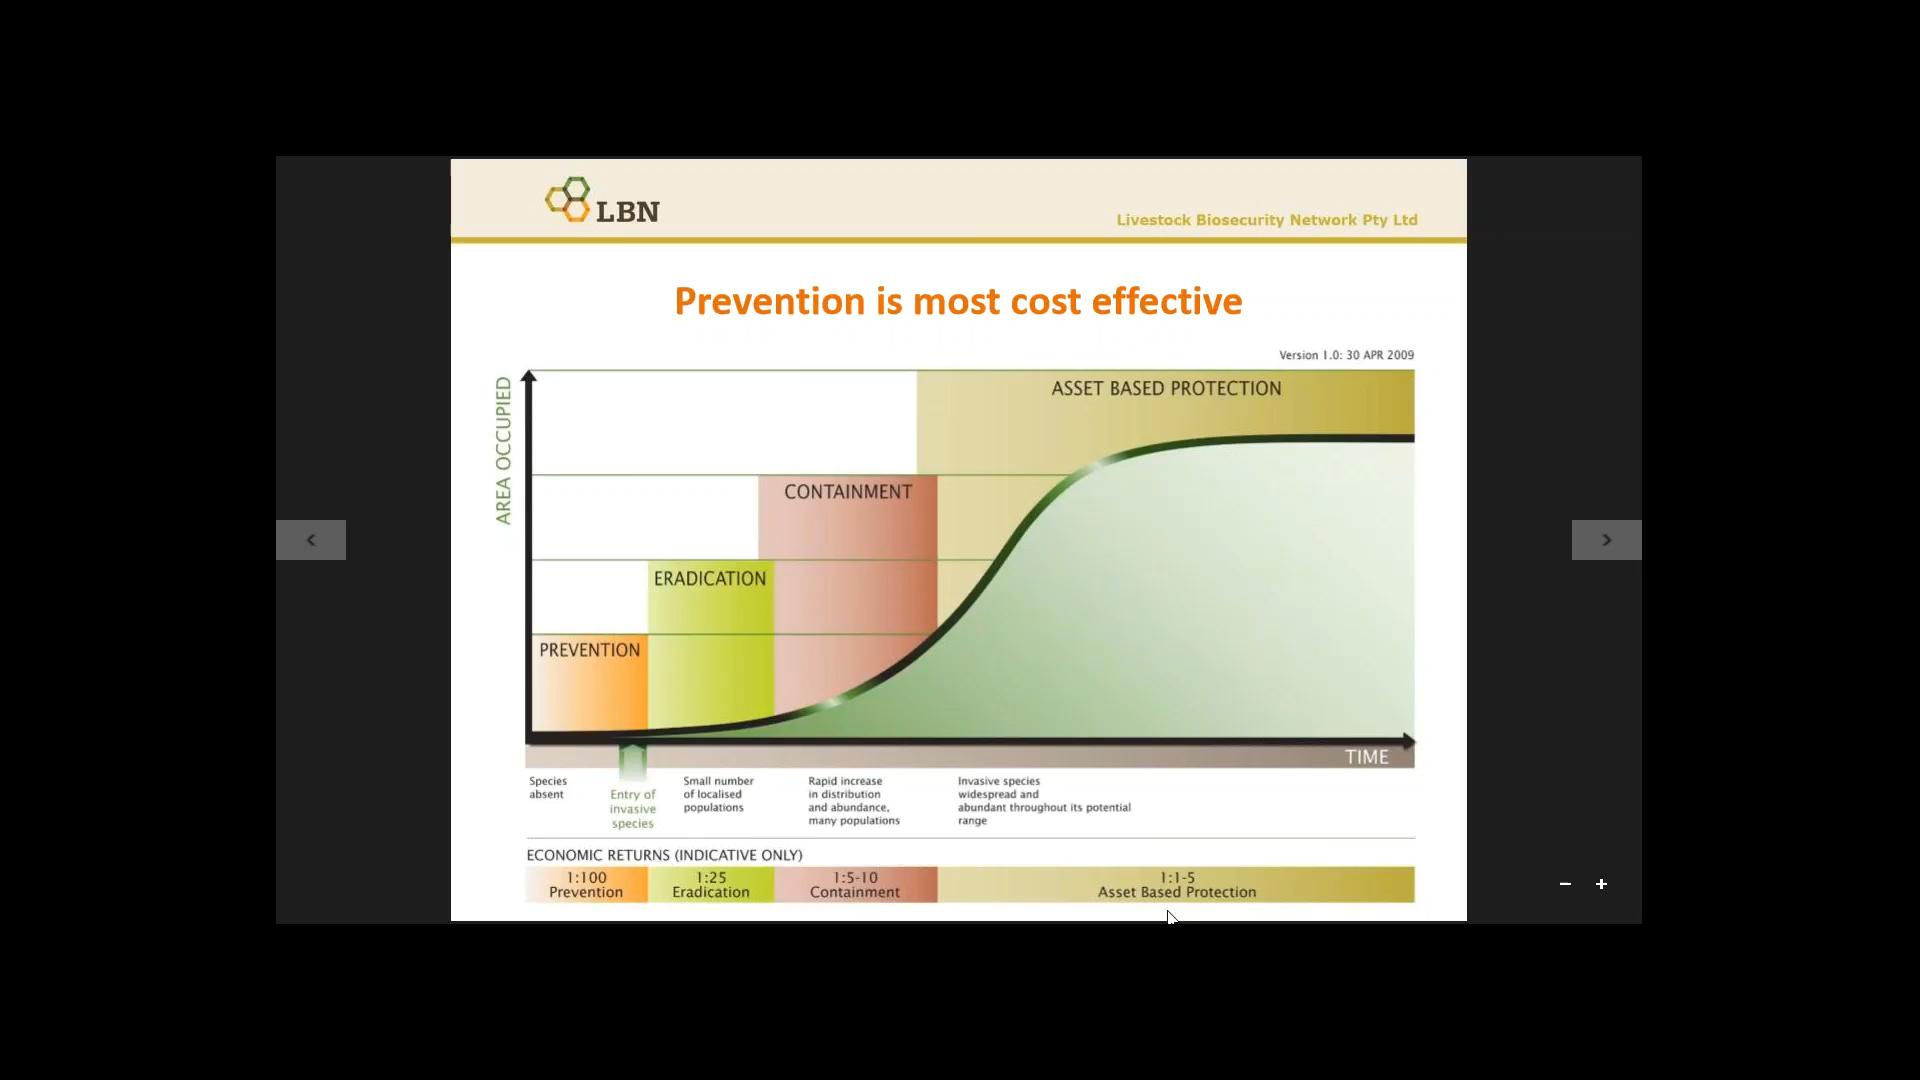 LBN
Livestock Biosecurity Network Pty Ltd
Prevention is most cost effective
Version 1.0: 30 APR 2009
AREA OCCUPIED
ASSET BASED PROTECTION
CONTAINMENT
ERADICATION
PREVENTION
TIME
Species
absent
Entry of
invasive
species
Small number
of localised
populations
Rapid increase
in distribution
and abundance,
many populations
Invasive species
widespread and
abundant throughout its potential
range
ECONOMIC RETURNS (INDICATIVE ONLY)
1:100
Prevention
1:25
Eradication
1:5-10
Containment
1:1-5
Asset Based Protection